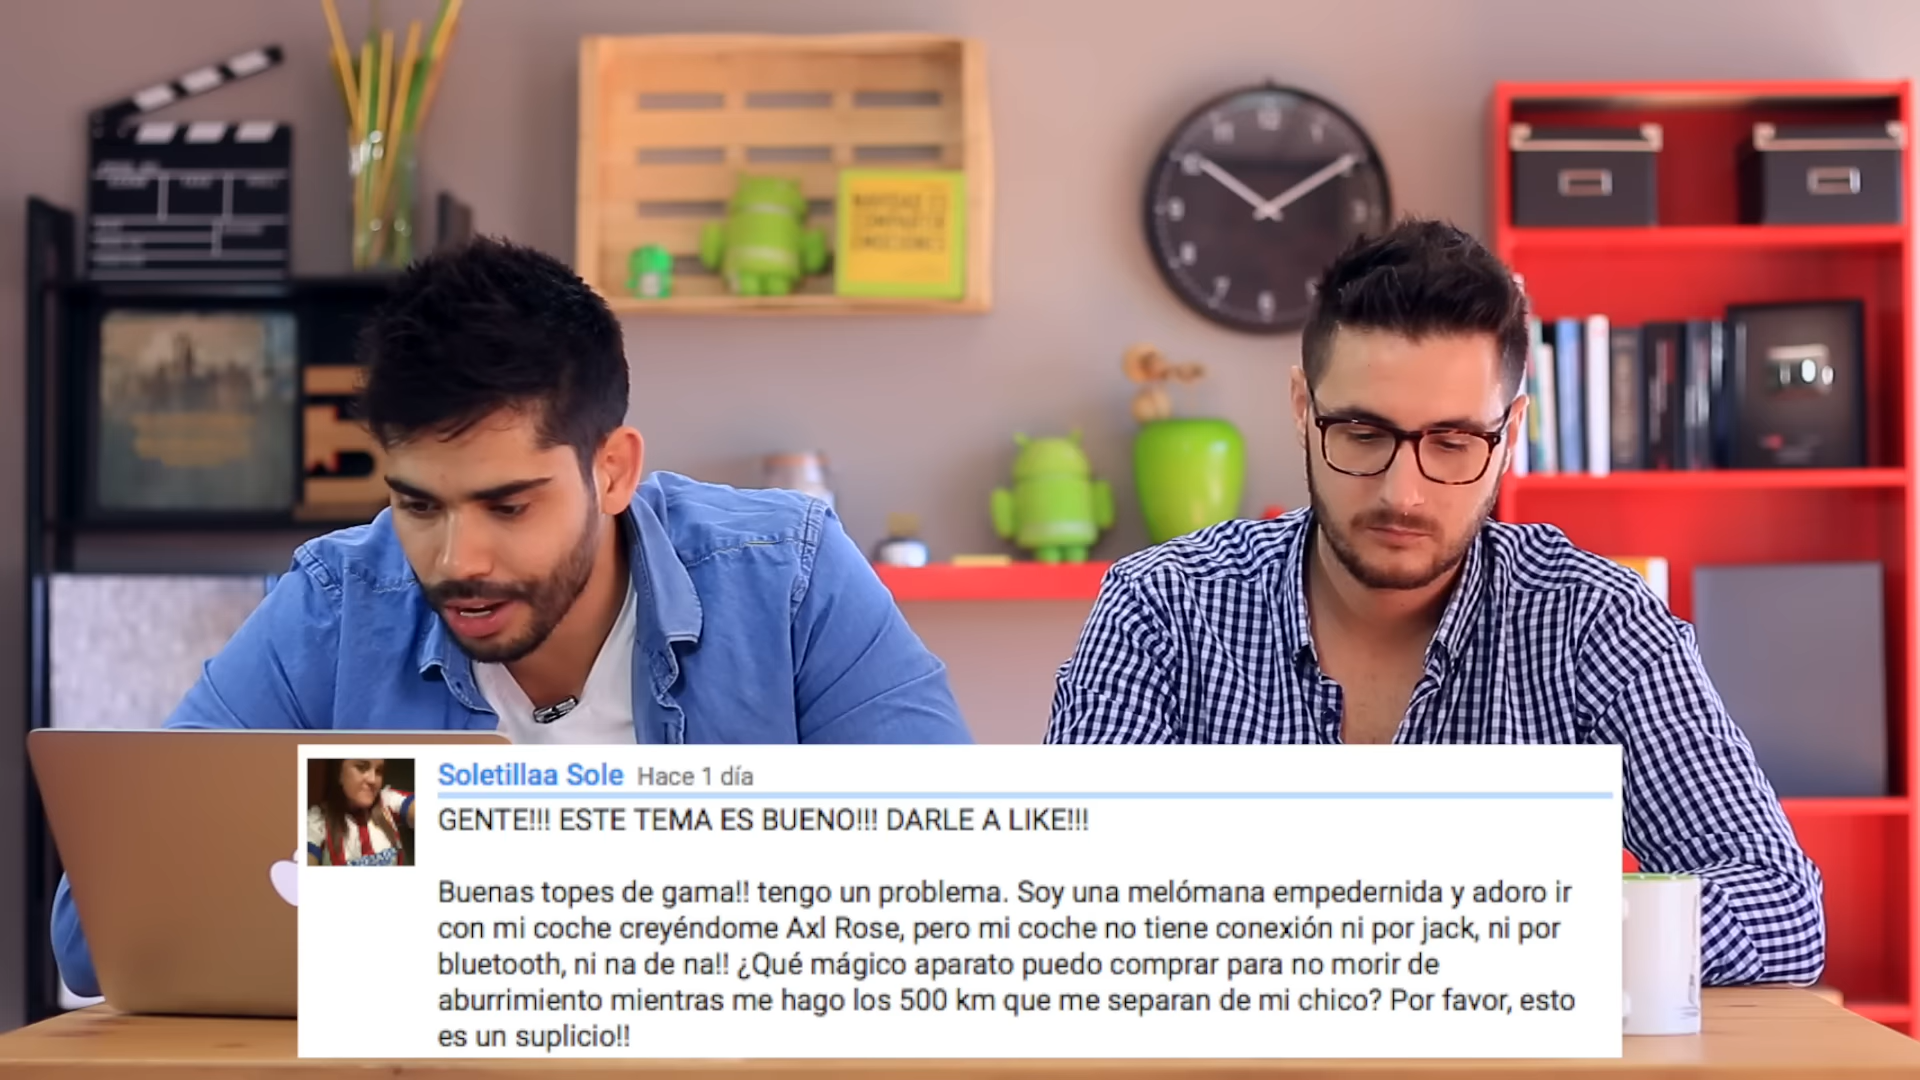 Soletillaa Sole Hace 1 día
GENTE!!! ESTE TEMA ES BUENO!!! DARLE A LIKE!!!
Buenas topes de gama!! tengo un problema. Soy una melómana empedernida y adoro ir
con mi coche creyéndome Axl Rose, pero mi coche no tiene conexión ni por jack, ni por
bluetooth, ni na de na!! ¿Qué mágico aparato puedo comprar para no morir de
aburrimiento mientras me hago los 500 km que me separan de mi chico? Por favor, esto
es un suplicio!!